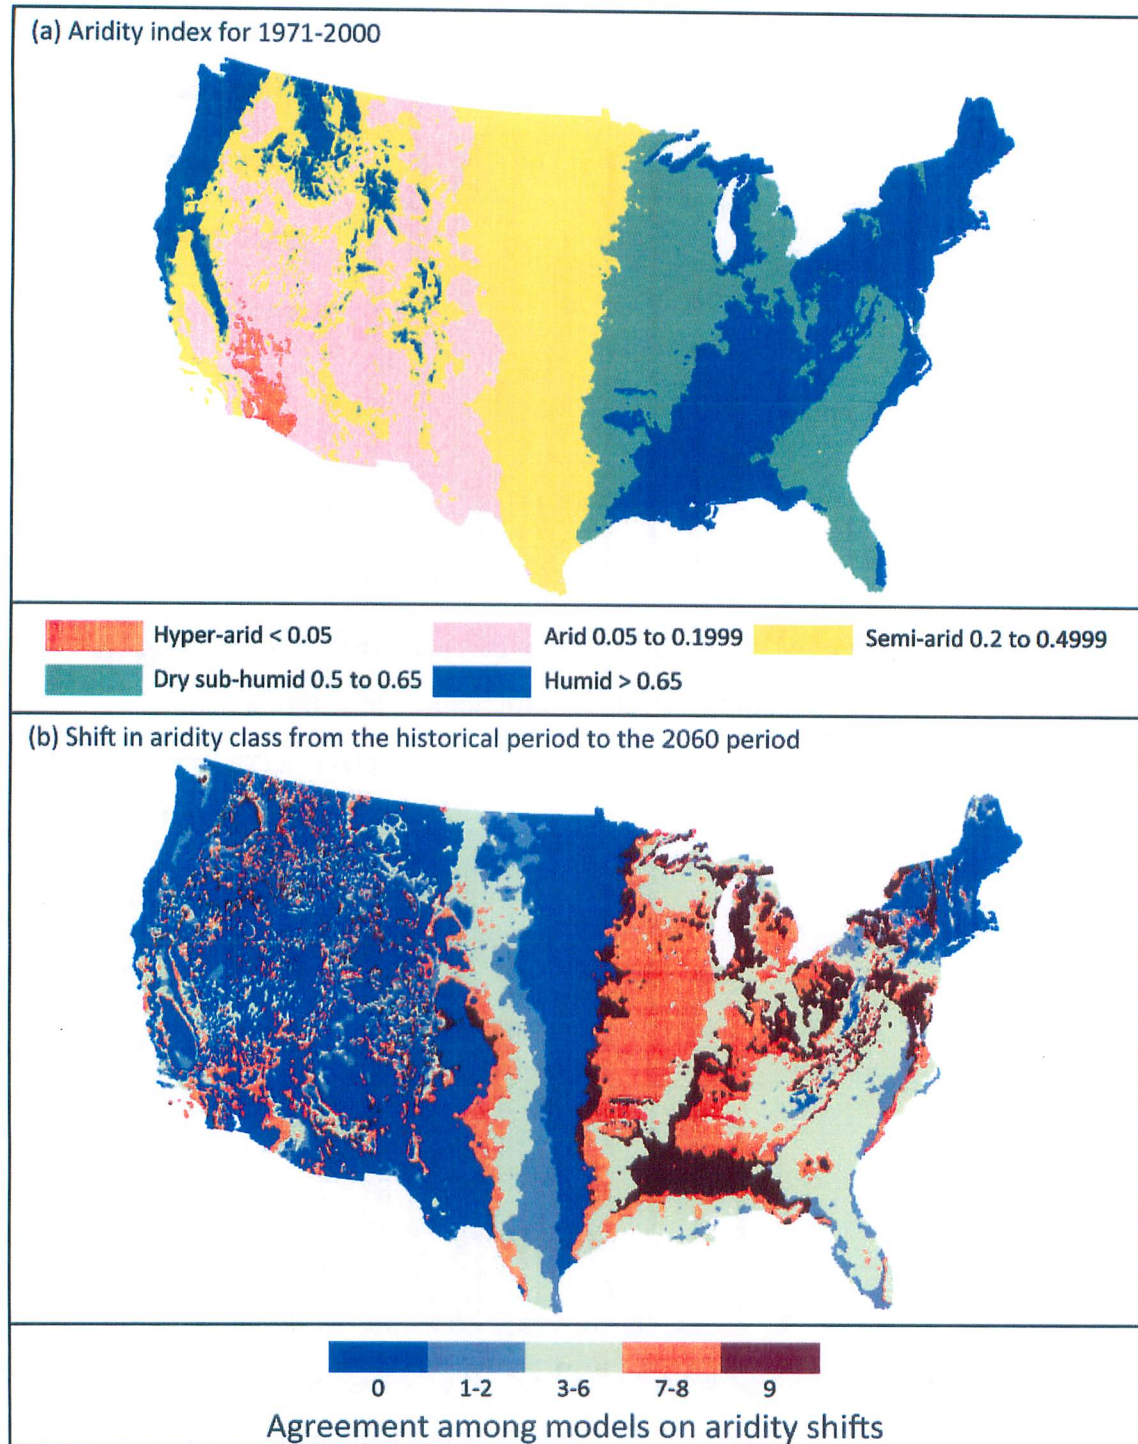 (a) Aridity index for 1971-2000
Hyper-arid < 0.05
Arid 0.05 to 0.1999
Semi-arid 0.2 to 0.4999
Dry sub-humid 0.5 to 0.65
Humid > 0.65
(b) Shift in aridity class from the historical period to the 2060 period
0
1-2
3-6
7-8
9
Agreement among models on aridity shifts